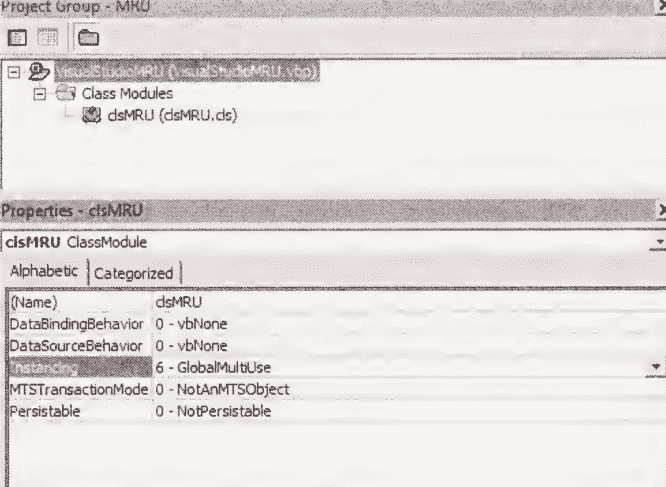 Project Group - MRU
VisualStudioMRU (VisualStudioMRU.vbp)
Class Modules
clsMRU (clsMRU.cls)
Properties - clsMRU
clsMRU ClassModule
Alphabetic Categorized
(Name) clsMRU
DataBindingBehavior 0 - vbNone
DataSourceBehavior 0 - vbNone
Instancing 6 - GlobalMultiUse
MTSTransactionMode 0 - NotAnMTSObject
Persistable 0 - NotPersistable